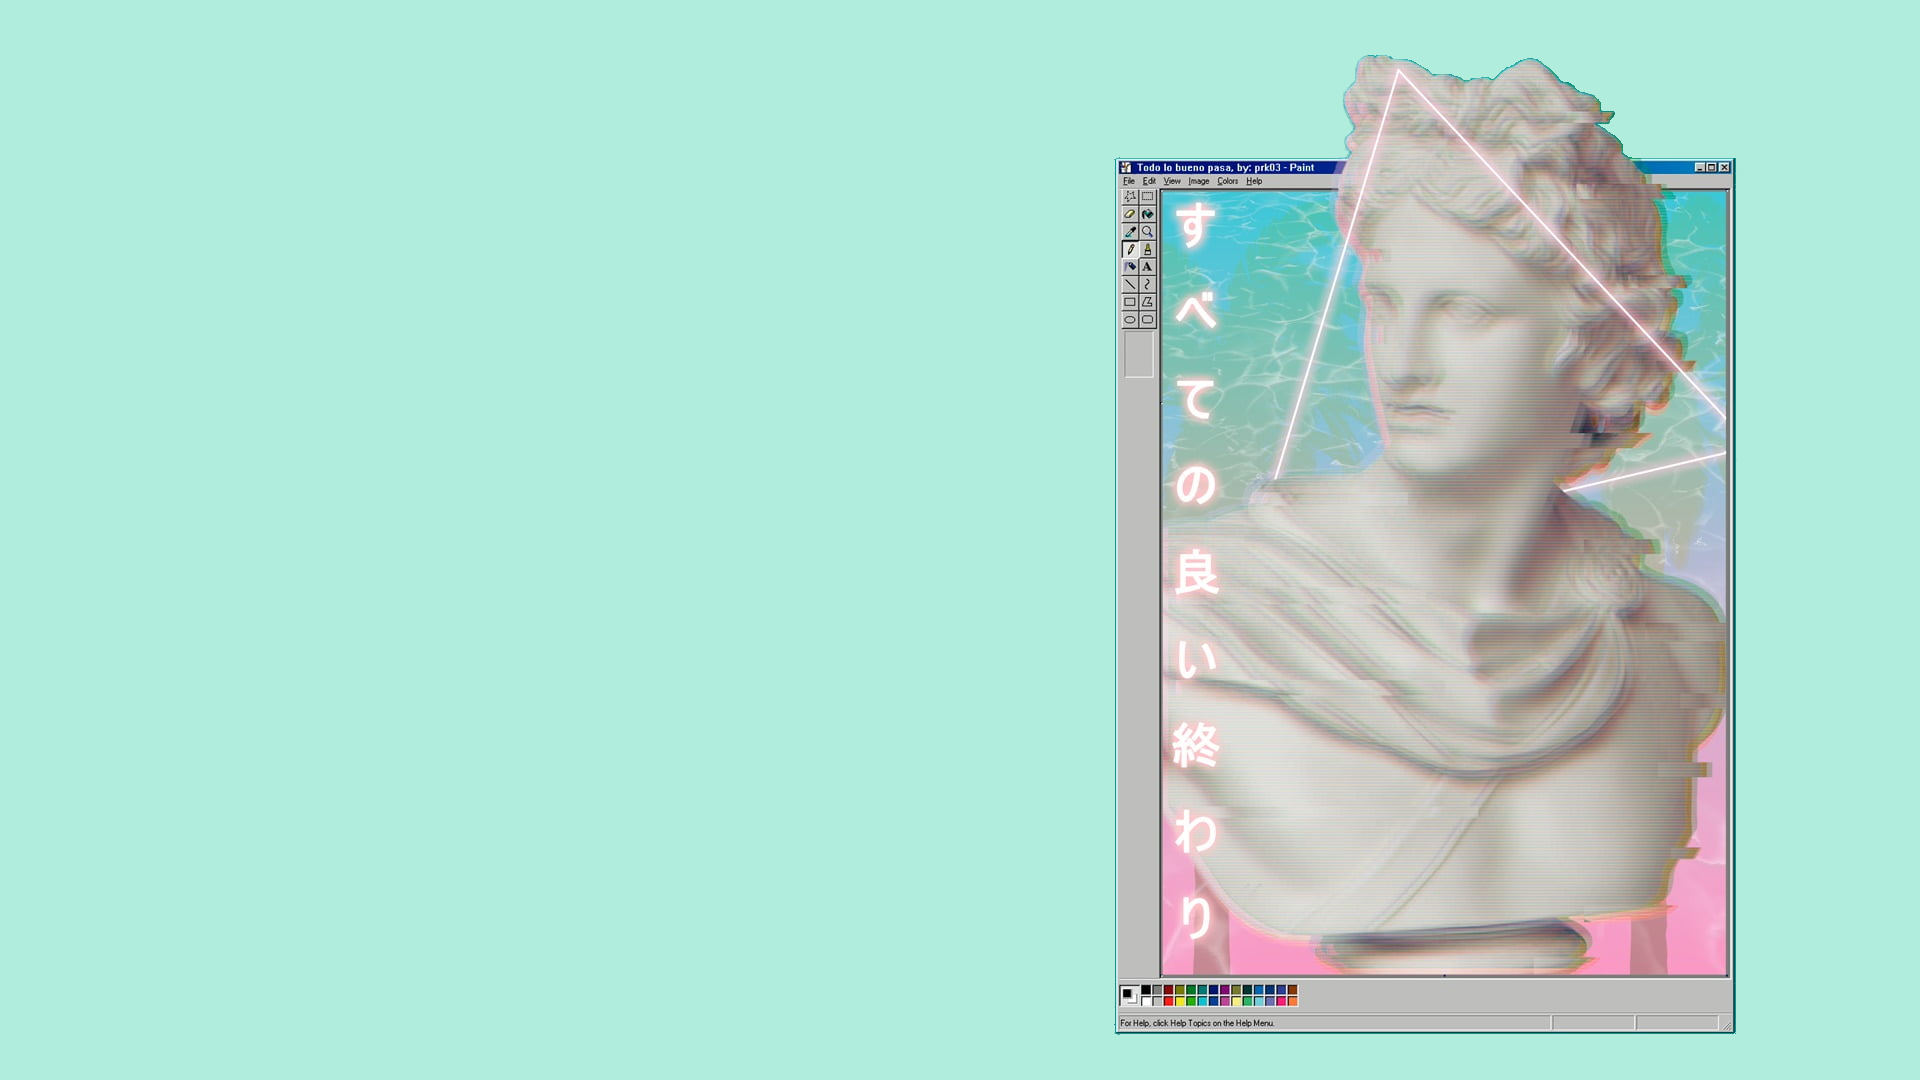 Todo lo bueno pasa, by: prk03 - Paint
File Edit View Image Colors Help
A
すべての良い終わり
For Help, click Help Topics on the Help Menu.